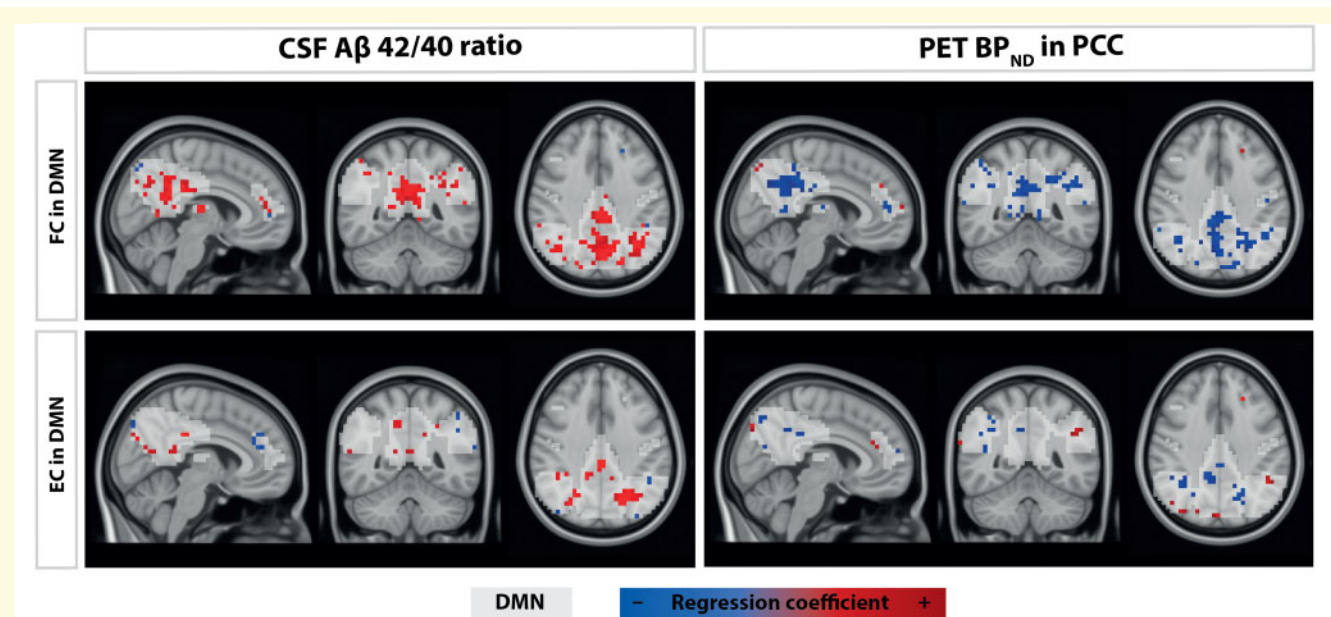 CSF Aβ 42/40 ratio
PET BPND in PCC
FC in DMN
EC in DMN
DMN
– Regression coefficient +